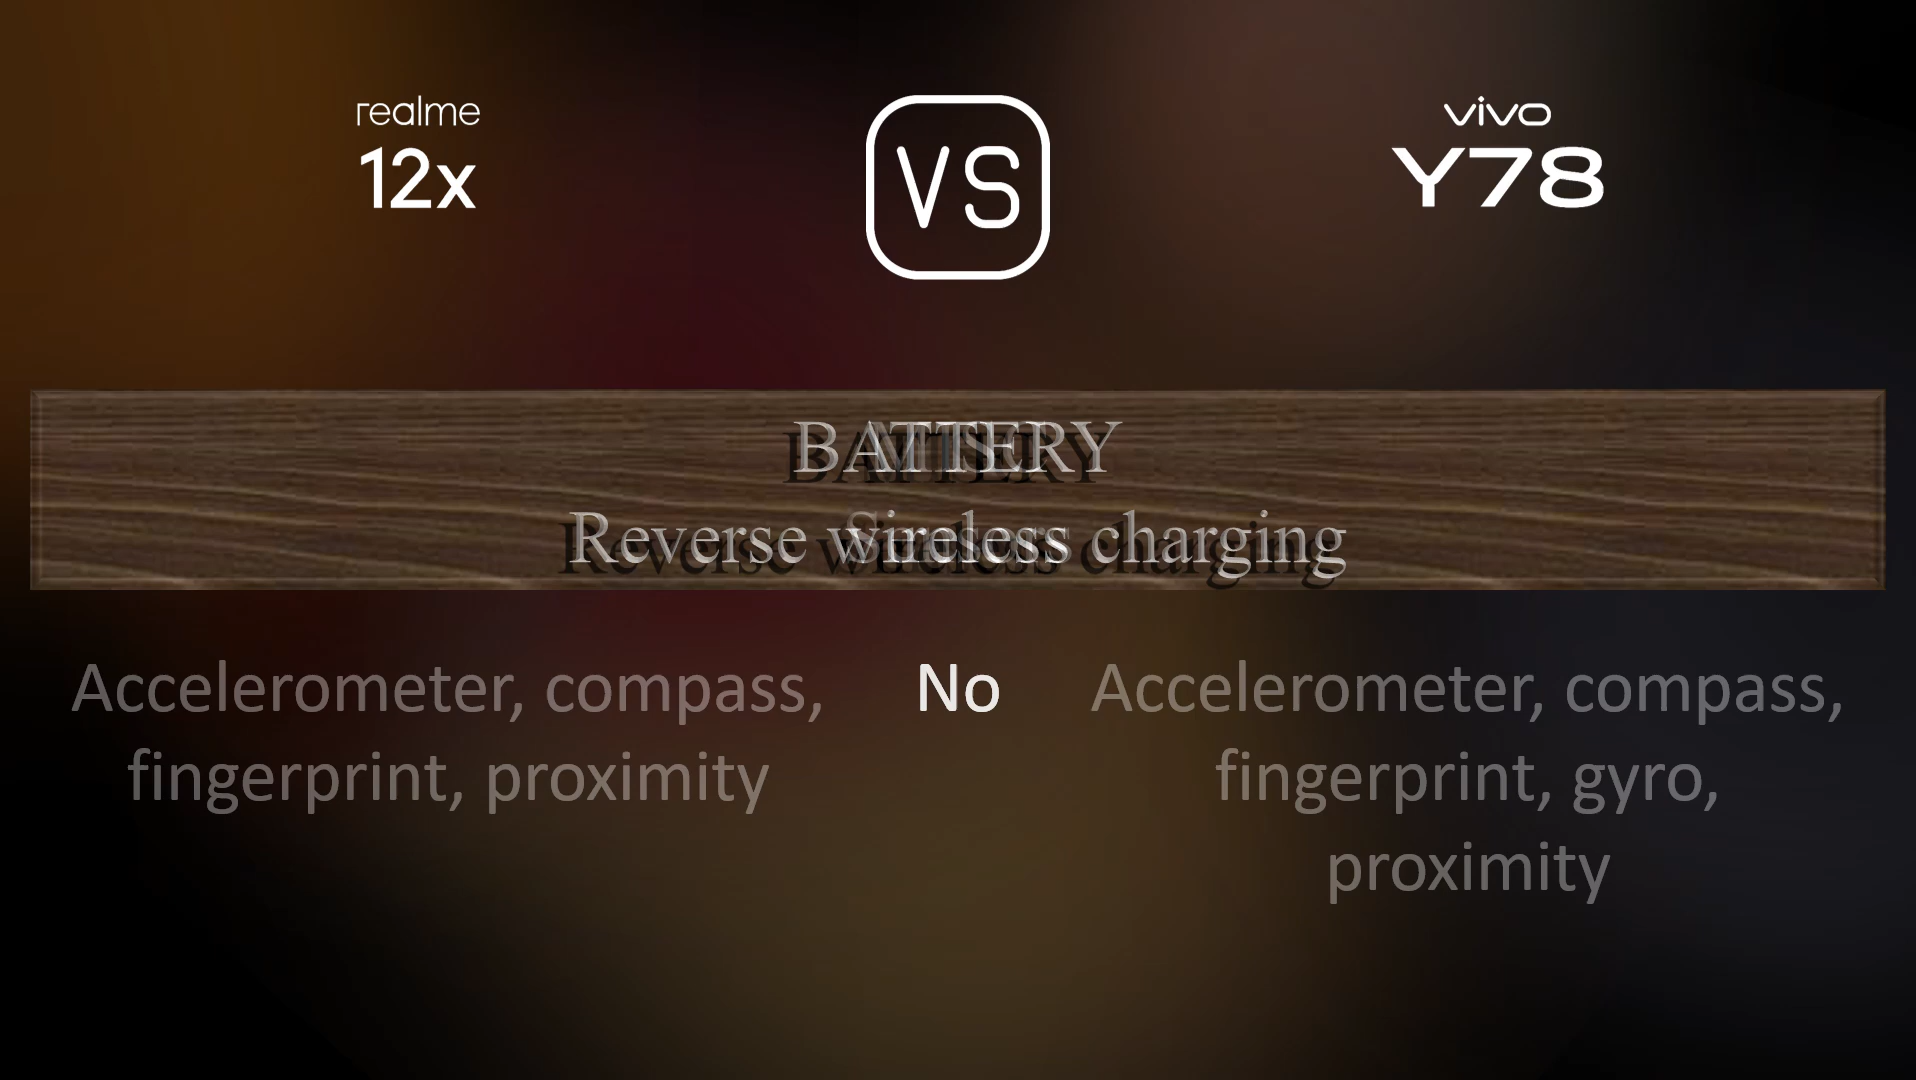 realme
12x
VS
vivo
Y78
BATTERY
Reverse wireless charging
Accelerometer, compass,
fingerprint, proximity
No
Accelerometer, compass,
fingerprint, gyro,
proximity